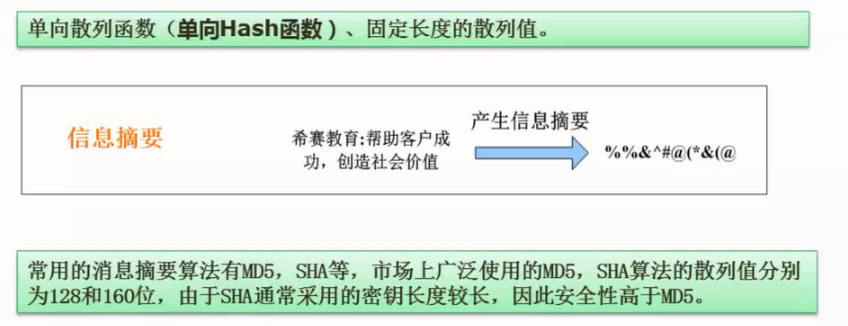 单向散列函数（单向Hash函数）、固定长度的散列值。
信息摘要
希赛教育:帮助客户成
功，创造社会价值
产生信息摘要
%%&^#@(*&(@
常用的消息摘要算法有MD5，SHA等，市场上广泛使用的MD5，SHA算法的散列值分别
为128和160位，由于SHA通常采用的密钥长度较长，因此安全性高于MD5。